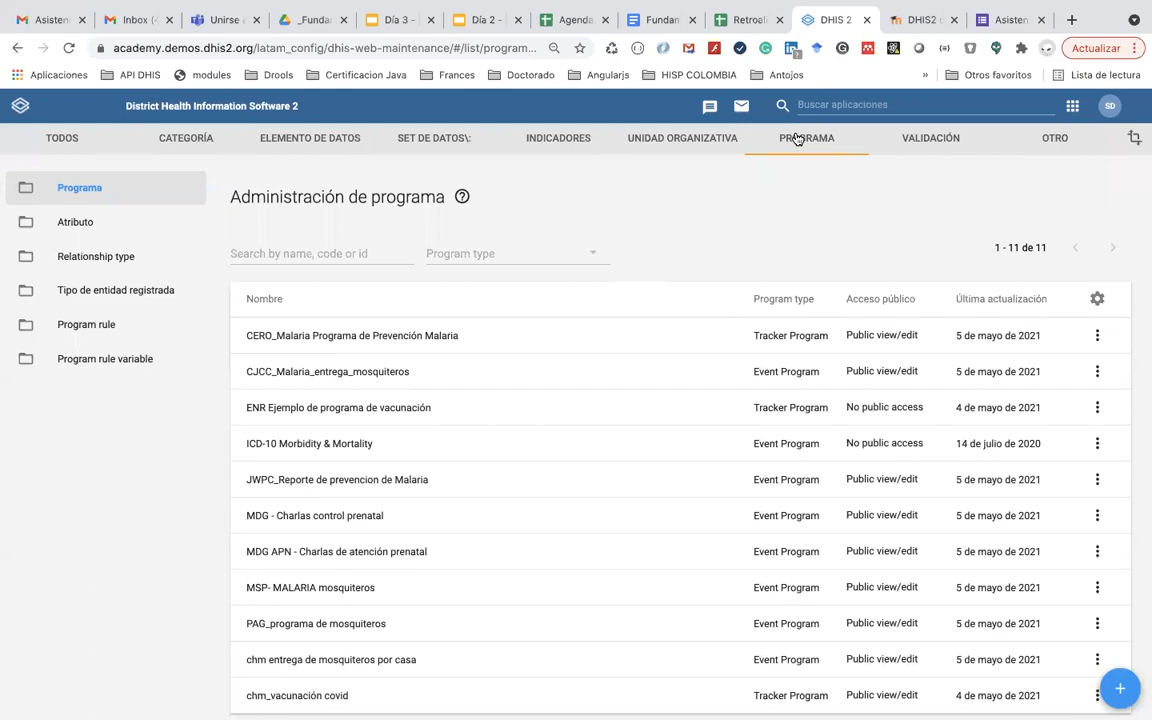 Asisten
Inbox (
Unirse a
_Fundar
Día 3 -
Día 2 -
Agenda
Fundam
Retroali
DHIS 2
DHIS2 c
Asisten
academy.demos.dhis2.org/latam_config/dhis-web-maintenance/#/list/program...
Actualizar
Aplicaciones
API DHIS
modules
Drools
Certificacion Java
Frances
Doctorado
Angularjs
HISP COLOMBIA
Antojos
»
Otros favoritos
Lista de lectura
District Health Information Software 2
Buscar aplicaciones
SD
TODOS
CATEGORÍA
ELEMENTO DE DATOS
SET DE DATOS\:
INDICADORES
UNIDAD ORGANIZATIVA
PROGRAMA
VALIDACIÓN
OTRO
Programa
Atributo
Relationship type
Tipo de entidad registrada
Program rule
Program rule variable
Administración de programa
Search by name, code or id
Program type
1 - 11 de 11
Nombre Program type Acceso público Última actualización
CERO_Malaria Programa de Prevención Malaria Tracker Program Public view/edit 5 de mayo de 2021
CJCC_Malaria_entrega_mosquiteros Event Program Public view/edit 5 de mayo de 2021
ENR Ejemplo de programa de vacunación Tracker Program No public access 4 de mayo de 2021
ICD-10 Morbidity & Mortality Event Program No public access 14 de julio de 2020
JWPC_Reporte de prevencion de Malaria Event Program Public view/edit 5 de mayo de 2021
MDG - Charlas control prenatal Event Program Public view/edit 5 de mayo de 2021
MDG APN - Charlas de atención prenatal Event Program Public view/edit 5 de mayo de 2021
MSP- MALARIA mosquiteros Event Program Public view/edit 5 de mayo de 2021
PAG_programa de mosquiteros Event Program Public view/edit 5 de mayo de 2021
chm entrega de mosquiteros por casa Event Program Public view/edit 5 de mayo de 2021
chm_vacunación covid Tracker Program Public view/edit 4 de mayo de 2021